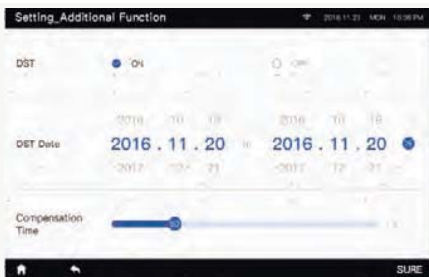 Setting_Additional Function 2016.11.21 MON 10:36 PM
DST ON OFF
2016 10 19 2016 10 19
DST Date 2016 . 11 . 20 2016 . 11 . 20
2017 12 21 2017 12 21
Compensation
Time
SURE